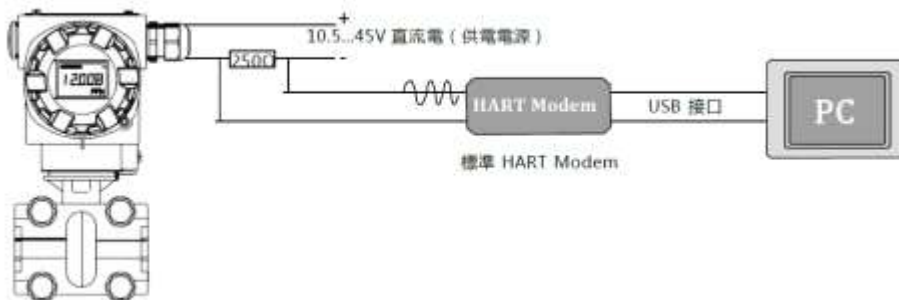 +
10.5...45V 直流電（供電電源）
250Ω
-
12008
HART Modem
USB 接口
PC
標準 HART Modem